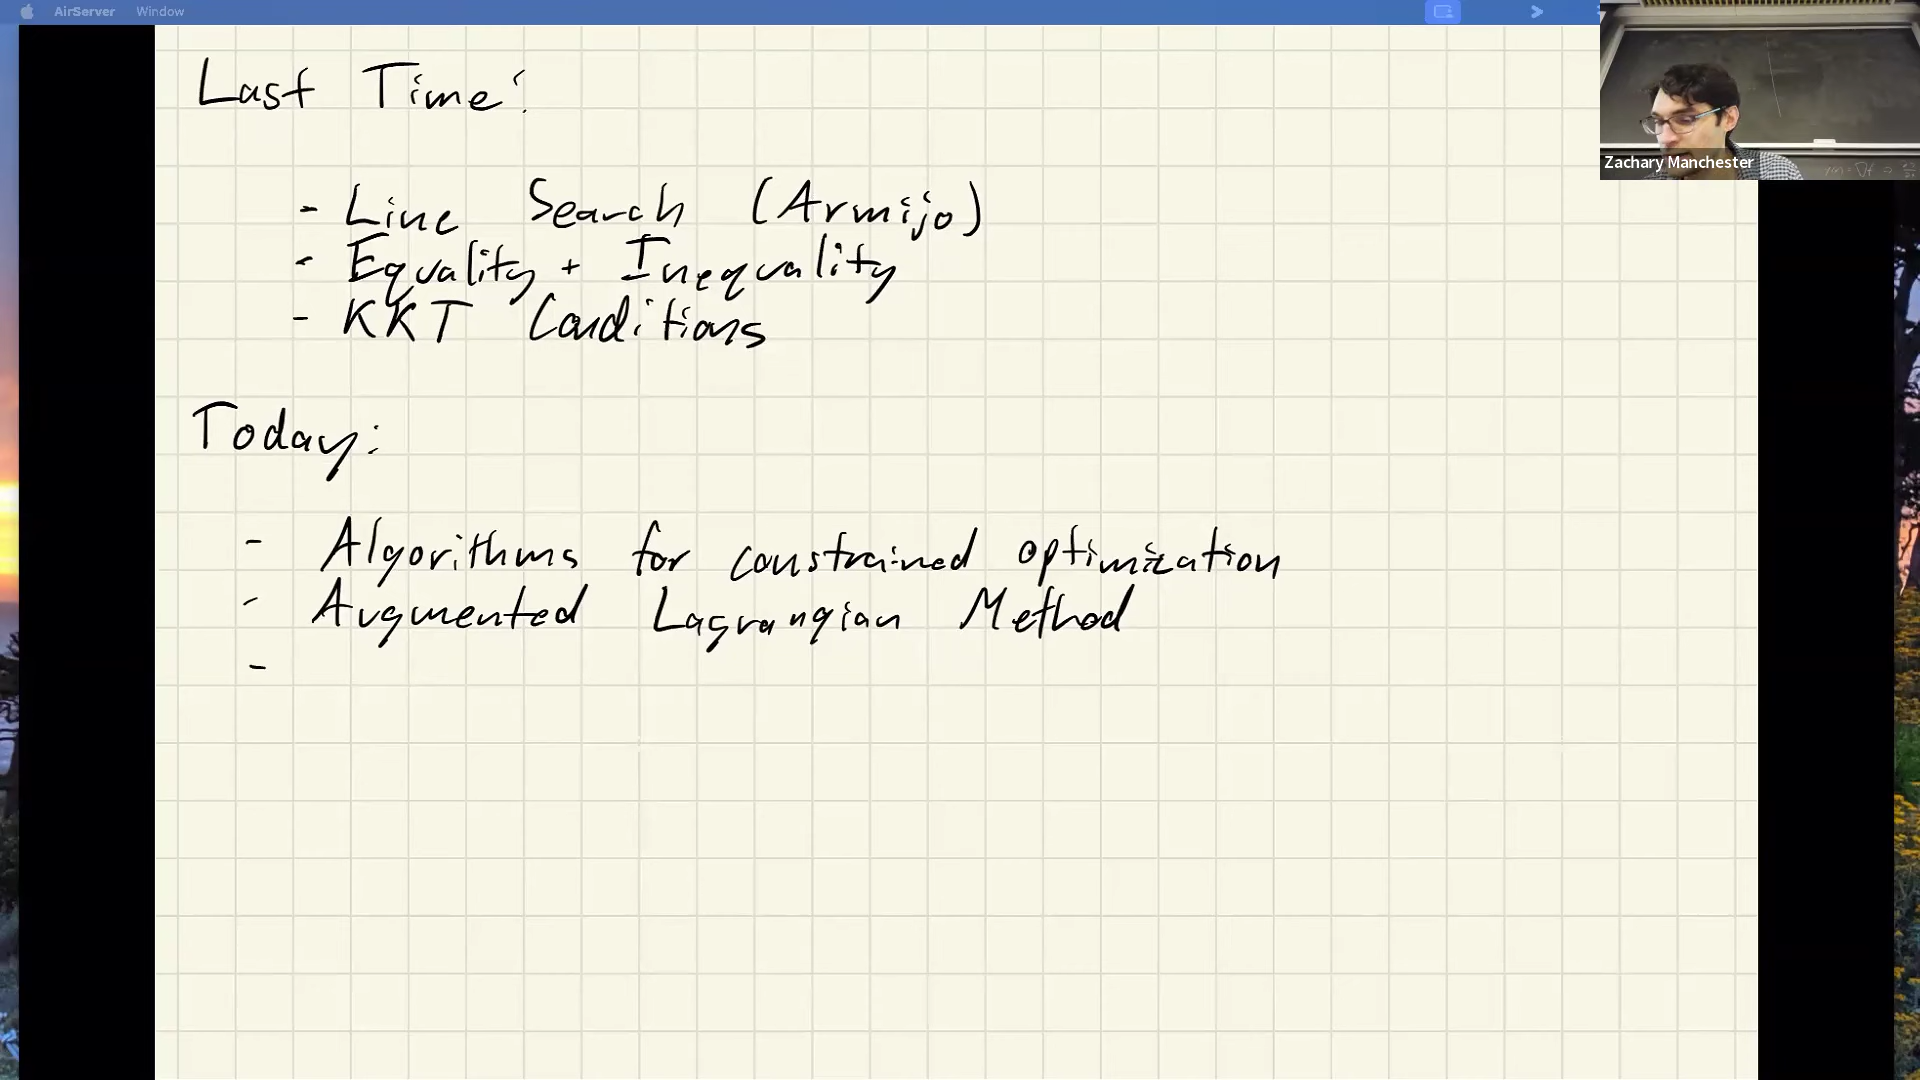 AirServer Window
Last Time:
- Line Search (Armijo)
- Equality + Inequality
- KKT Conditions
Today:
- Algorithms for constrained optimization
- Augmented Lagrangian Method
-
Zachary Manchester